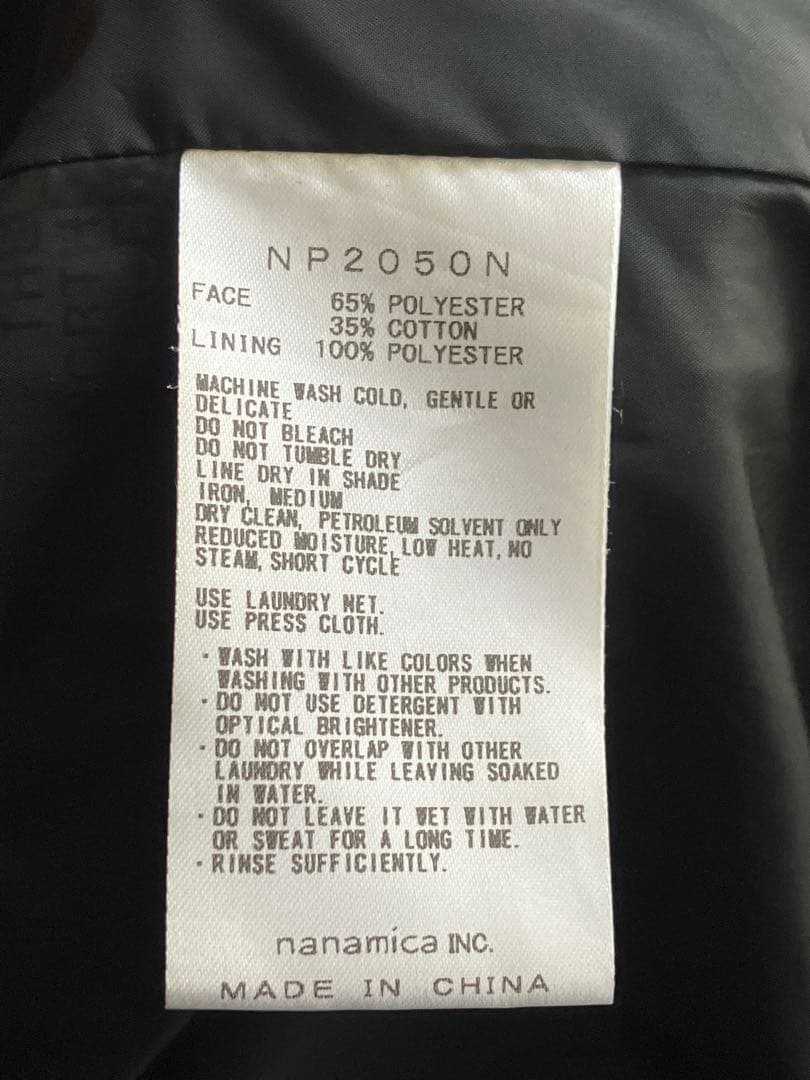 NP2050N
FACE 65% POLYESTER
35% COTTON
LINING 100% POLYESTER
MACHINE WASH COLD, GENTLE OR
DELICATE
DO NOT BLEACH
DO NOT TUMBLE DRY
LINE DRY IN SHADE
IRON, MEDIUM
DRY CLEAN, PETROLEUM SOLVENT ONLY
REDUCED MOISTURE, LOW HEAT, NO
STEAM, SHORT CYCLE
USE LAUNDRY NET.
USE PRESS CLOTH.
・WASH WITH LIKE COLORS WHEN
WASHING WITH OTHER PRODUCTS.
・DO NOT USE DETERGENT WITH
OPTICAL BRIGHTENER.
・DO NOT OVERLAP WITH OTHER
LAUNDRY WHILE LEAVING SOAKED
IN WATER.
・DO NOT LEAVE IT WET WITH WATER
OR SWEAT FOR A LONG TIME.
・RINSE SUFFICIENTLY.
nanamica INC.
MADE IN CHINA